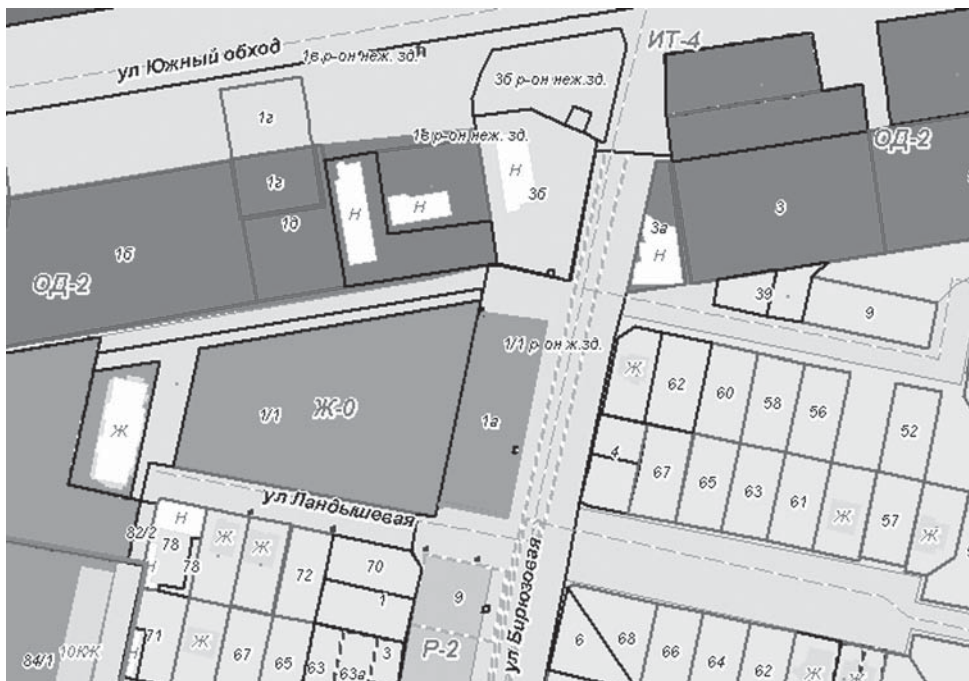 ул Южный обход
1в р-он неж. зд.
ИТ-4
3б р-он неж. зд.
1г
1в р-он неж. зд.
ОД-2
1г
Н
3б
Н
Н
1д
1б
3
3а
Н
ОД-2
39
9
1/1 р-он ж.зд.
Ж
62
60
58
56
52
1/1
Ж-0
1а
Ж
4
67
65
63
61
Ж
57
Ж
ул Ландышевая
82/2
Н
78
78
Н
Ж
Ж
72
70
1
9
ул Бирюзовая
71
Н
Ж
67
65
63
63а
3
Р-2
6
68
66
64
62
Ж
Ж
84/1
10ЮЖ